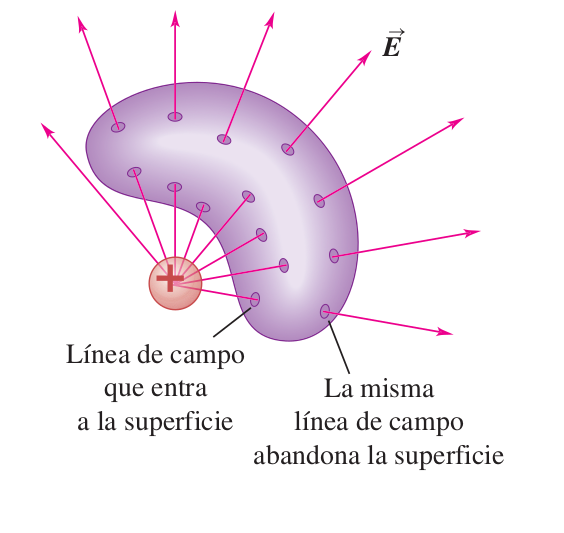 E⃗
+
Línea de campo
que entra
a la superficie
La misma
línea de campo
abandona la superficie